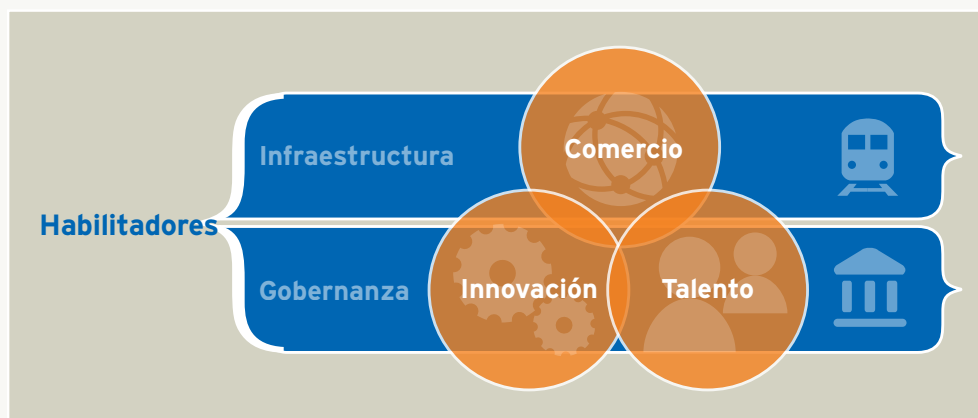 Infraestructura
Comercio
Habilitadores
Gobernanza
Innovación
Talento